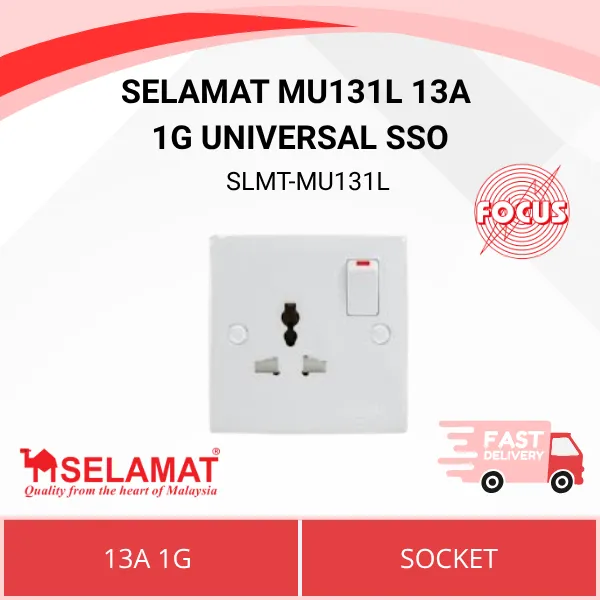 SELAMAT MU131L 13A
1G UNIVERSAL SSO
SLMT-MU131L
FOCUS
SELAMAT®
Quality from the heart of Malaysia
FAST
DELIVERY
13A 1G
SOCKET